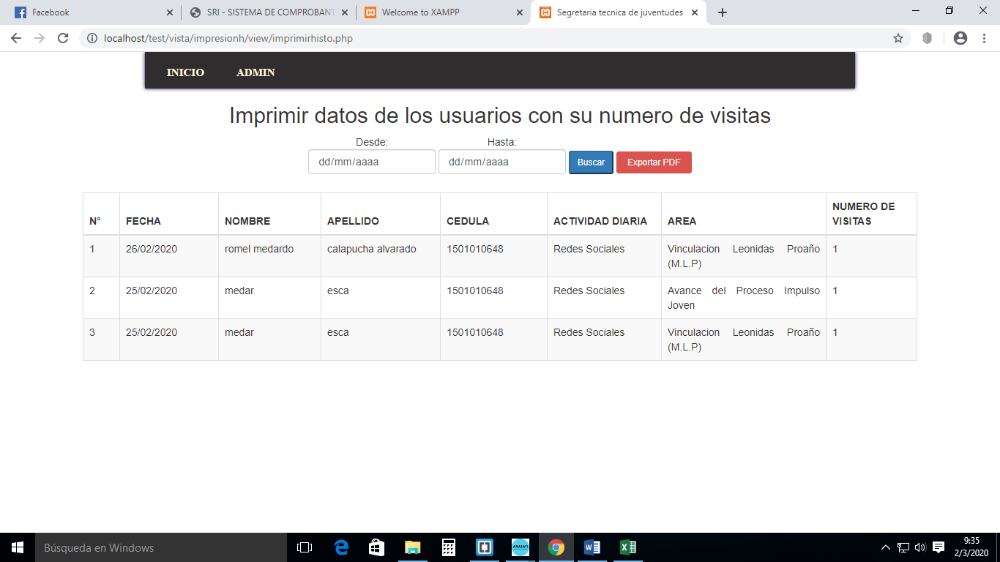 Facebook
SRI - SISTEMA DE COMPROBANT
Welcome to XAMPP
Segretaria tecnica de juventudes
localhost/test/vista/impresionh/view/imprimirhisto.php
INICIO ADMIN
Imprimir datos de los usuarios con su numero de visitas
Desde: Hasta:
dd/mm/aaaa dd/mm/aaaa Buscar Exportar PDF
N° FECHA NOMBRE APELLIDO CEDULA ACTIVIDAD DIARIA AREA NUMERO DE VISITAS
1 26/02/2020 romel medardo calapucha alvarado 1501010648 Redes Sociales Vinculacion Leonidas Proaño (M.L.P) 1
2 25/02/2020 medar esca 1501010648 Redes Sociales Avance del Proceso Impulso Joven 1
3 25/02/2020 medar esca 1501010648 Redes Sociales Vinculacion Leonidas Proaño (M.L.P) 1
Búsqueda en Windows
ANASATI
9:35
2/3/2020